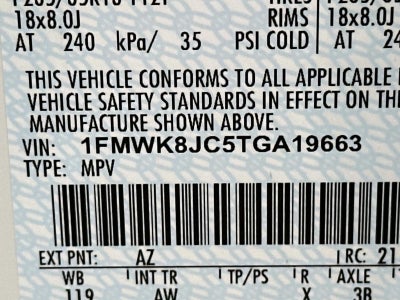 18x8.0J RIMS 18x8.0J
AT 240 kPa/ 35 PSI COLD AT
THIS VEHICLE CONFORMS TO ALL APPLICABLE
VEHICLE SAFETY STANDARDS IN EFFECT ON
MANUFACTURE SHOWN ABOVE.
VIN: 1FMWK8JC5TGA19663
TYPE: MPV
EXT PNT: AZ RC: 21
WB INT TR TP/PS R AXLE
119 AW X 3B